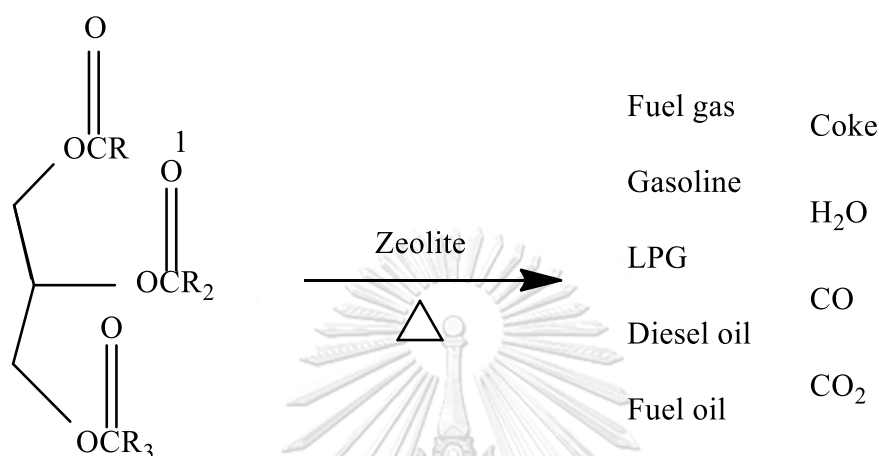 O
OCR
1
O
OCR₂
O
OCR₃
Zeolite
Fuel gas
Gasoline
LPG
Diesel oil
Fuel oil
Coke
H₂O
CO
CO₂